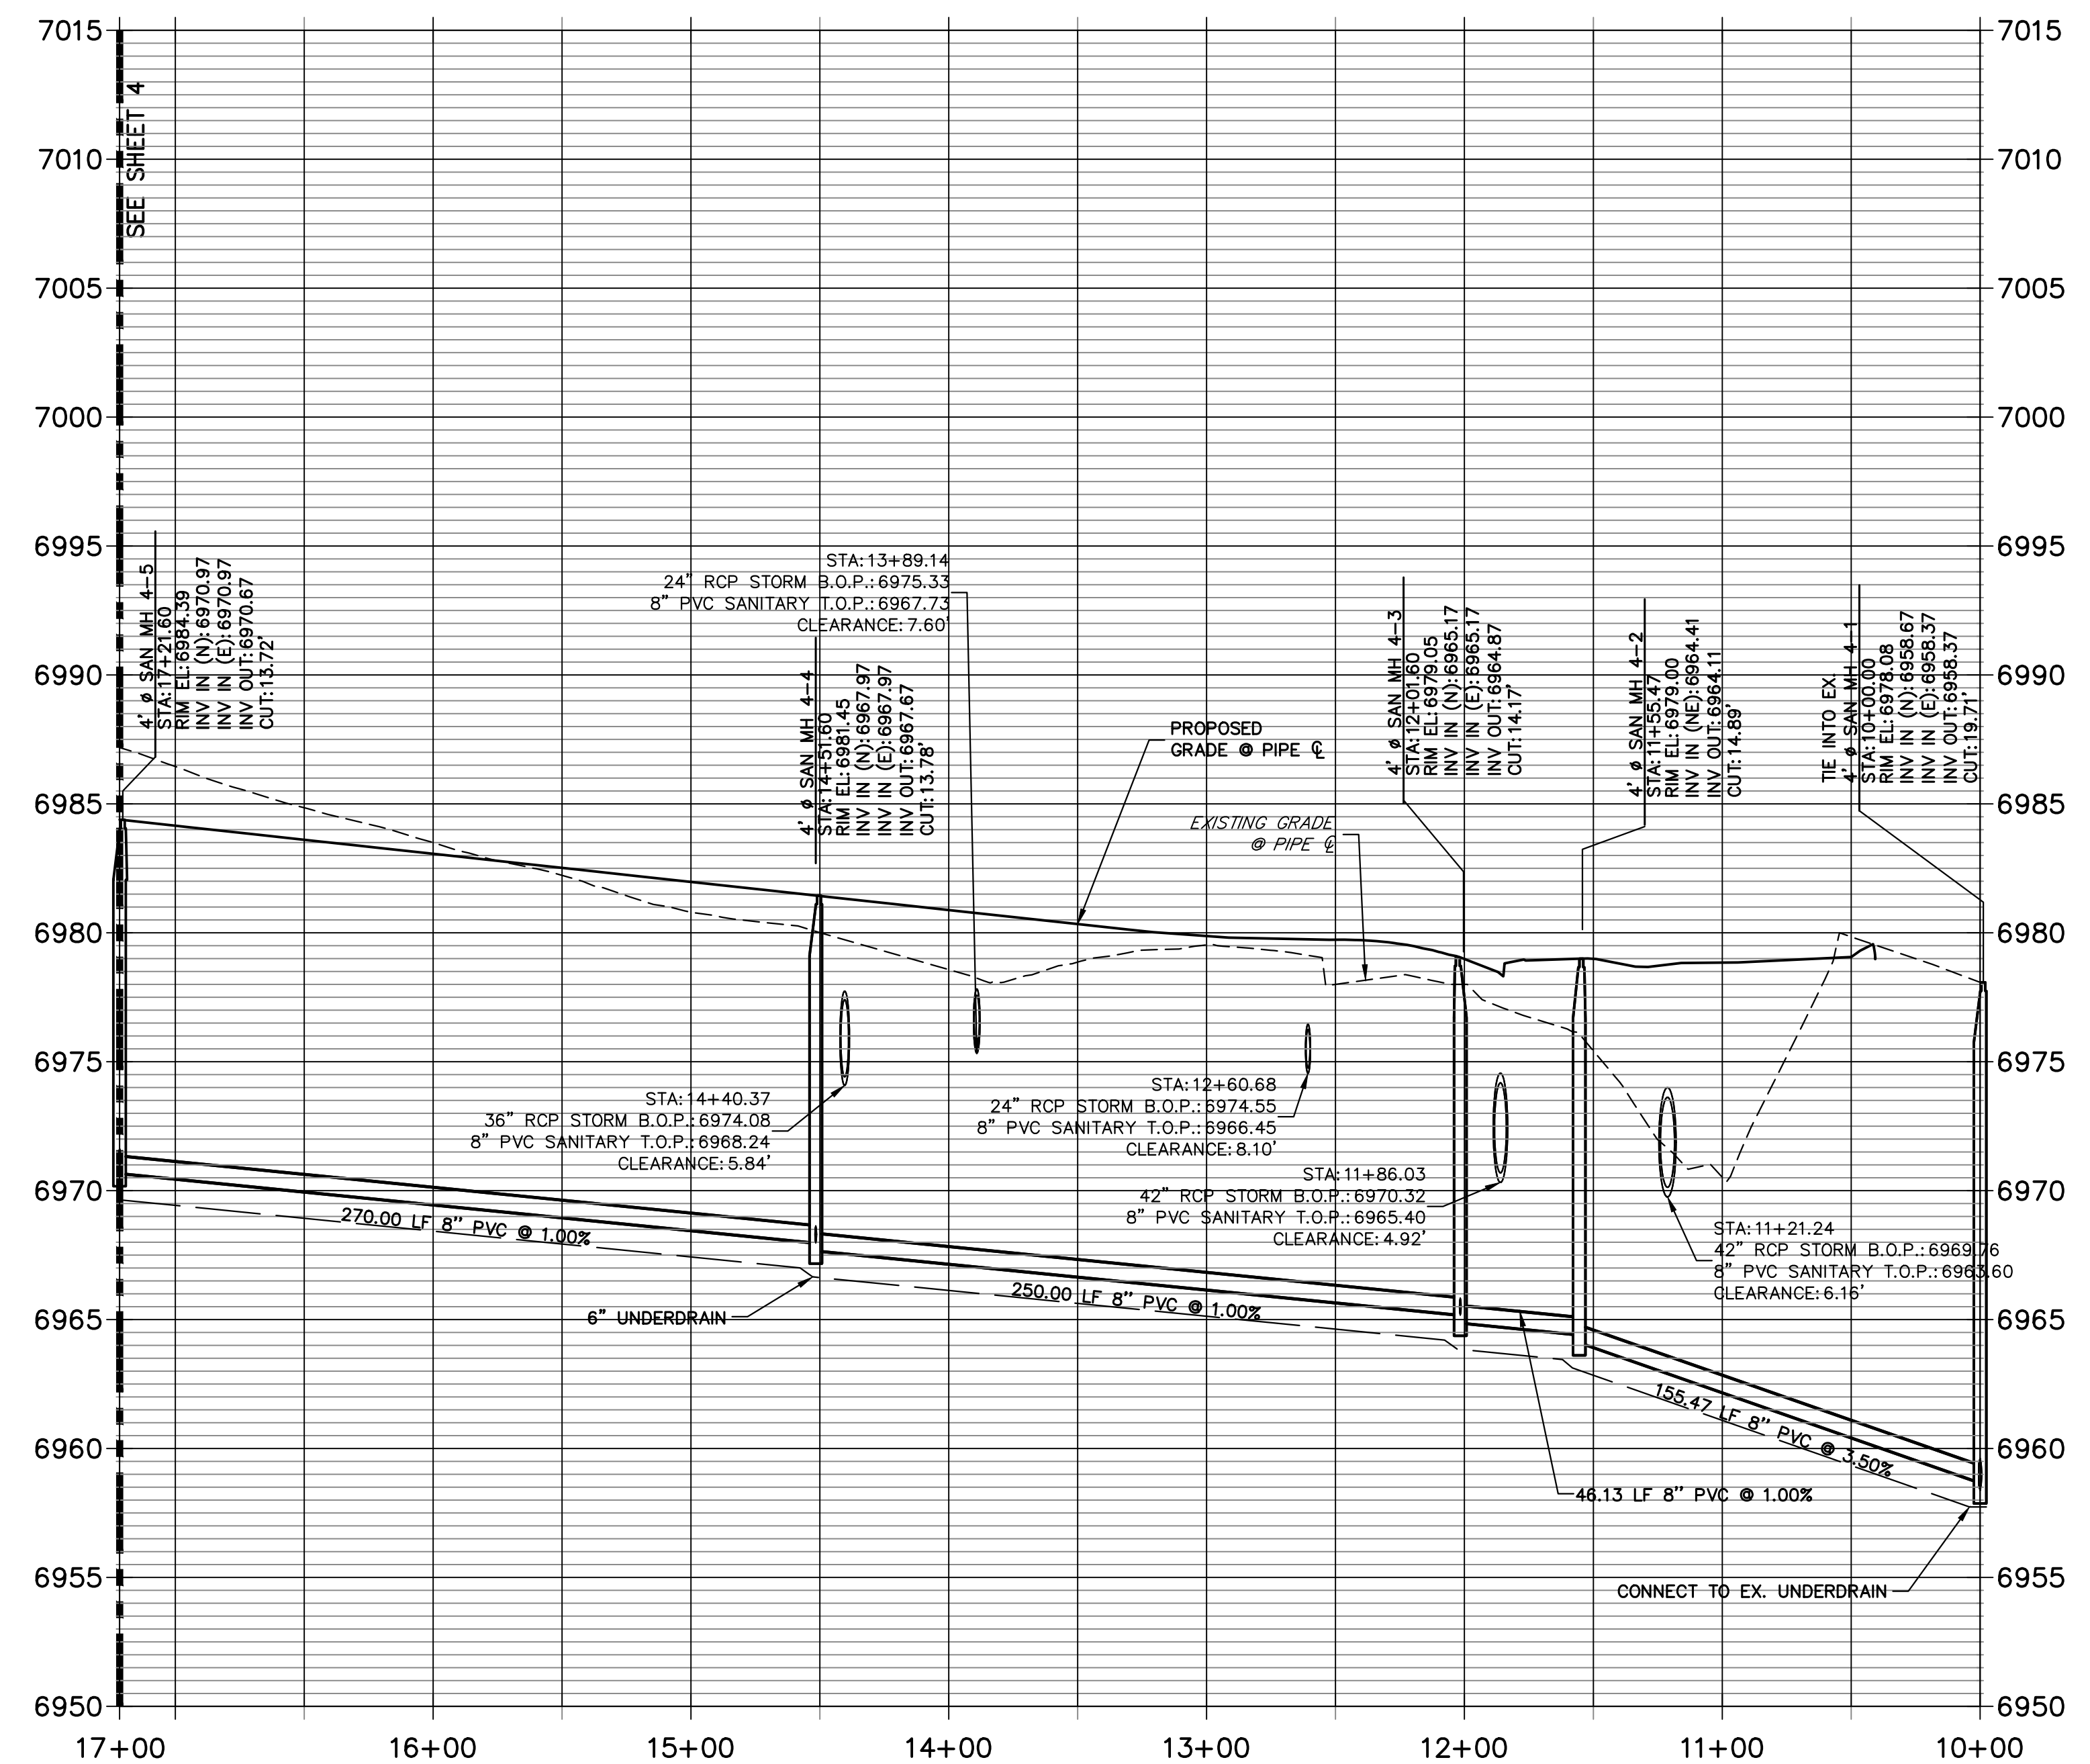 7015
7015
7010
7010
7005
7005
7000
7000
6995
6995
6990
6990
6985
6985
6980
6980
6975
6975
6970
6970
6965
6965
6960
6960
6955
6955
6950
6950
SEE SHEET 4
4' ø SAN MH 4-5
STA:17+21.60
RIM EL:6984.39
INV IN (N):6970.97
INV IN (E):6970.97
INV OUT:6970.67
CUT:13.72'
STA:13+89.14
24" RCP STORM B.O.P.:6975.33
8" PVC SANITARY T.O.P.:6967.73
CLEARANCE:7.60'
4' ø SAN MH 4-4
STA:14+51.60
RIM EL:6981.45
INV IN (N):6967.97
INV IN (E):6967.97
INV OUT:6967.67
CUT:13.78'
PROPOSED
GRADE @ PIPE ℄
EXISTING GRADE
@ PIPE ℄
4' ø SAN MH 4-3
STA:12+01.60
RIM EL:6979.05
INV IN (N):6965.17
INV IN (E):6965.17
INV OUT:6964.87
CUT:14.17'
4' ø SAN MH 4-2
STA:11+55.47
RIM EL:6979.00
INV IN (NE):6964.41
INV OUT:6964.11
CUT:14.89'
TIE INTO EX.
4' ø SAN MH 4-1
STA:10+00.00
RIM EL:6978.08
INV IN (N):6958.67
INV IN (E):6958.37
INV OUT:6958.37
CUT:19.71'
STA:14+40.37
36" RCP STORM B.O.P.:6974.08
8" PVC SANITARY T.O.P.:6968.24
CLEARANCE:5.84'
STA:12+60.68
24" RCP STORM B.O.P.:6974.55
8" PVC SANITARY T.O.P.:6966.45
CLEARANCE:8.10'
STA:11+86.03
42" RCP STORM B.O.P.:6970.32
8" PVC SANITARY T.O.P.:6965.40
CLEARANCE:4.92'
STA:11+21.24
42" RCP STORM B.O.P.:6969.76
8" PVC SANITARY T.O.P.:6963.60
CLEARANCE:6.16'
270.00 LF 8" PVC @ 1.00%
250.00 LF 8" PVC @ 1.00%
6" UNDERDRAIN
155.47 LF 8" PVC @ 3.50%
46.13 LF 8" PVC @ 1.00%
CONNECT TO EX. UNDERDRAIN
17+00
16+00
15+00
14+00
13+00
12+00
11+00
10+00